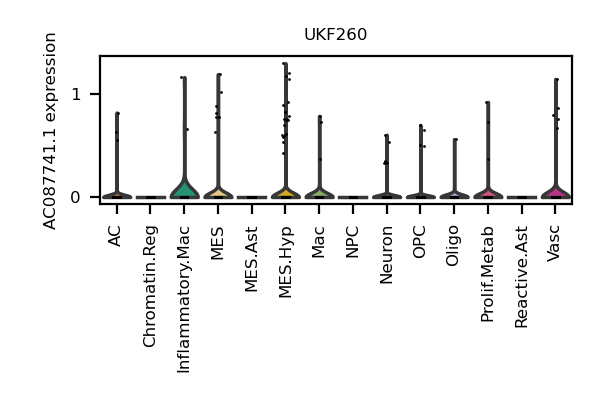 UKF260
AC087741.1 expression
1
0
AC
Chromatin.Reg
Inflammatory.Mac
MES
MES.Ast
MES.Hyp
Mac
NPC
Neuron
OPC
Oligo
Prolif.Metab
Reactive.Ast
Vasc